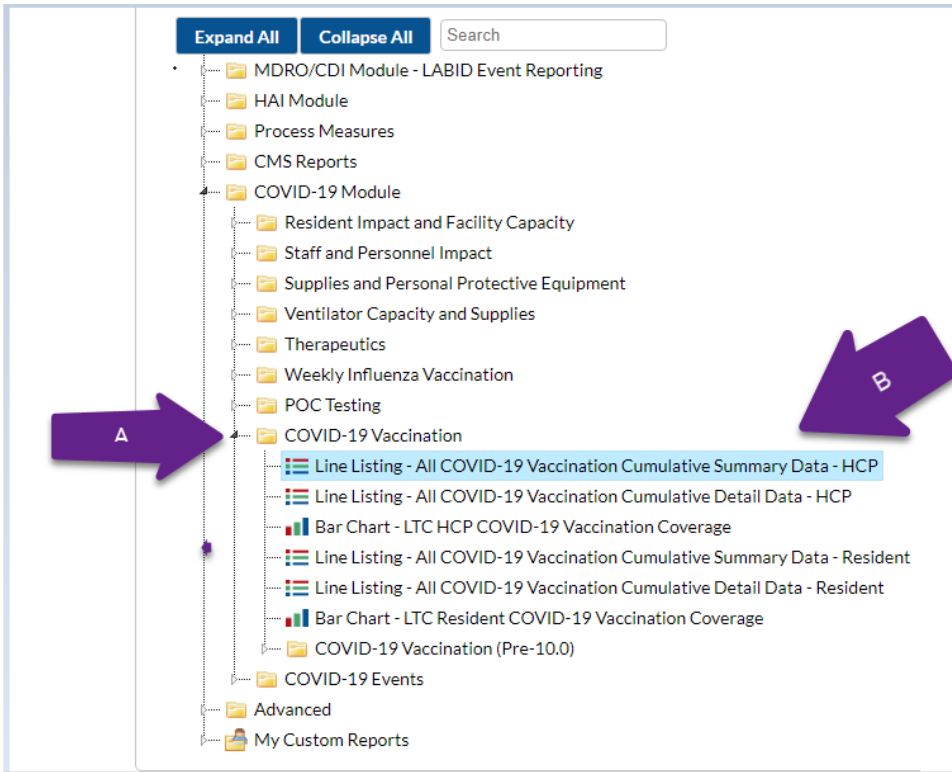 Expand All Collapse All Search
MDRO/CDI Module - LABID Event Reporting
HAI Module
Process Measures
CMS Reports
COVID-19 Module
Resident Impact and Facility Capacity
Staff and Personnel Impact
Supplies and Personal Protective Equipment
Ventilator Capacity and Supplies
Therapeutics
Weekly Influenza Vaccination
B
POC Testing
A
COVID-19 Vaccination
Line Listing - All COVID-19 Vaccination Cumulative Summary Data - HCP
Line Listing - All COVID-19 Vaccination Cumulative Detail Data - HCP
Bar Chart - LTC HCP COVID-19 Vaccination Coverage
Line Listing - All COVID-19 Vaccination Cumulative Summary Data - Resident
Line Listing - All COVID-19 Vaccination Cumulative Detail Data - Resident
Bar Chart - LTC Resident COVID-19 Vaccination Coverage
COVID-19 Vaccination (Pre-10.0)
COVID-19 Events
Advanced
My Custom Reports